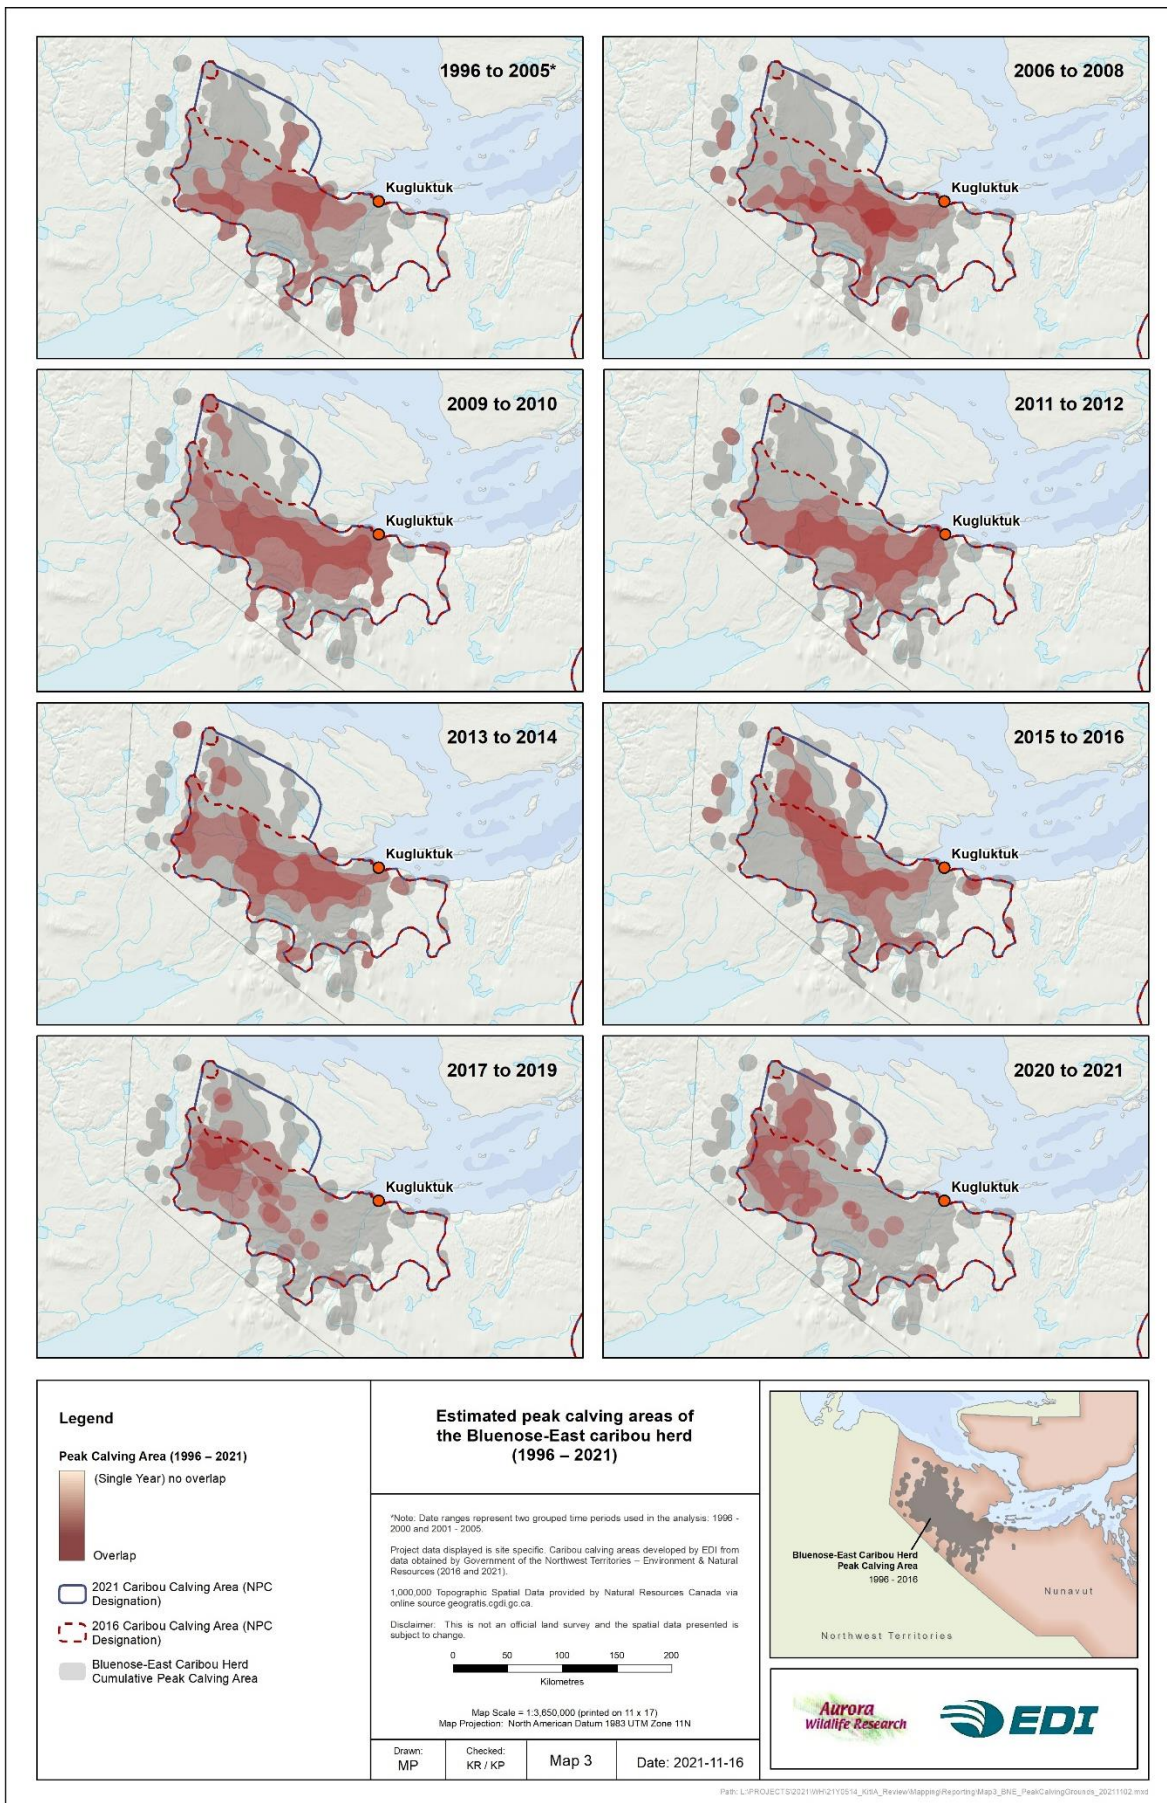 1996 to 2005*
Kugluktuk
2006 to 2008
Kugluktuk
2009 to 2010
Kugluktuk
2011 to 2012
Kugluktuk
2013 to 2014
Kugluktuk
2015 to 2016
Kugluktuk
2017 to 2019
Kugluktuk
2020 to 2021
Kugluktuk
Legend
Peak Calving Area (1996 – 2021)
(Single Year) no overlap
Overlap
2021 Caribou Calving Area (NPC
Designation)
2016 Caribou Calving Area (NPC
Designation)
Bluenose-East Caribou Herd
Cumulative Peak Calving Area
Estimated peak calving areas of
the Bluenose-East caribou herd
(1996 – 2021)
*Note: Date ranges represent two grouped time periods used in the analysis: 1996 -
2000 and 2001 - 2005.
Project data displayed is site specific. Caribou calving areas developed by EDI from
data obtained by Government of the Northwest Territories – Environment & Natural
Resources (2016 and 2021).
1,000,000 Topographic Spatial Data provided by Natural Resources Canada via
online source geogratis.cgdi.gc.ca.
Disclaimer: This is not an official land survey and the spatial data presented is
subject to change.
0 50 100 150 200
Kilometres
Map Scale = 1:3,650,000 (printed on 11 x 17)
Map Projection: North American Datum 1983 UTM Zone 11N
Drawn:
MP
Checked:
KR / KP
Map 3
Date: 2021-11-16
Bluenose-East Caribou Herd
Peak Calving Area
1996 - 2016
Nunavut
Northwest Territories
Aurora
Wildlife Research
EDI
Path: L:\PROJECTS\2021\WH\21Y0514_KitIA_Review\Mapping\Reporting\Map3_BNE_PeakCalvingGrounds_20211102.mxd